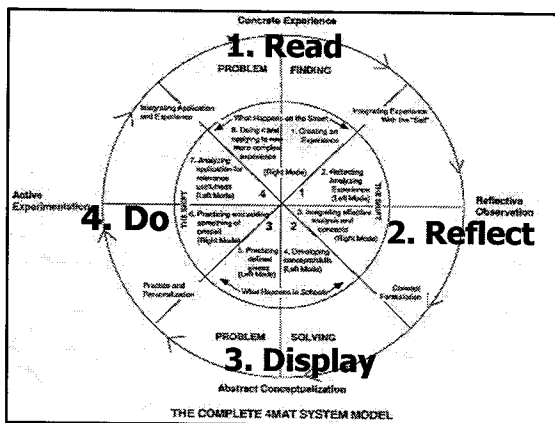 Concrete Experience
1. Read
PROBLEM FINDING
Integrating Application
and Experience
Integrating Experience
With the "Self"
What Happens on the Street
8. Doing it and
applying to new
more complex
experience
1. Creating an
Experience
(Right Mode)
7. Analyzing
application for
relevance
usefulness
(Left Mode)
2. Reflecting
Analyzing
Experience
(Left Mode)
4 1
THE SHIFT
THE SHIFT
Active
Experimentation
4. Do
Reflective
Observation
2. Reflect
6. Practicing and adding
something of
oneself
(Right Mode)
3. Integrating reflective
analysis and
concepts
(Right Mode)
3 2
5. Practicing
defined
givens
(Left Mode)
4. Developing
concepts/skills
(Left Mode)
What Happens in Schools
Practice and
Personalization
Concept
Formulation
PROBLEM SOLVING
3. Display
Abstract Conceptualization
THE COMPLETE 4MAT SYSTEM MODEL